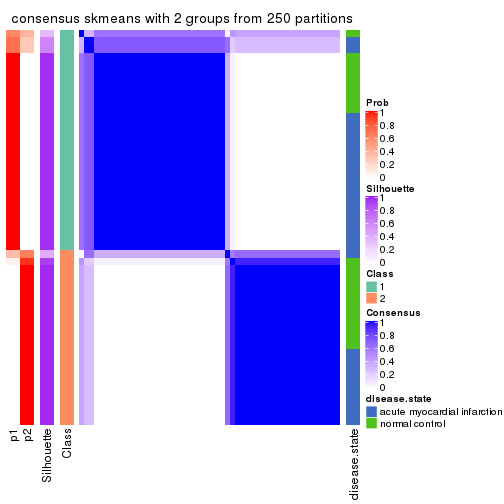 consensus skmeans with 2 groups from 250 partitions
Prob
1
0.8
0.6
0.4
0.2
0
Silhouette
1
0.8
0.6
0.4
0.2
0
Class
1
2
Consensus
1
0.8
0.6
0.4
0.2
0
disease.state
acute myocardial infarction
normal control
p1
p2
Silhouette
Class
disease.state